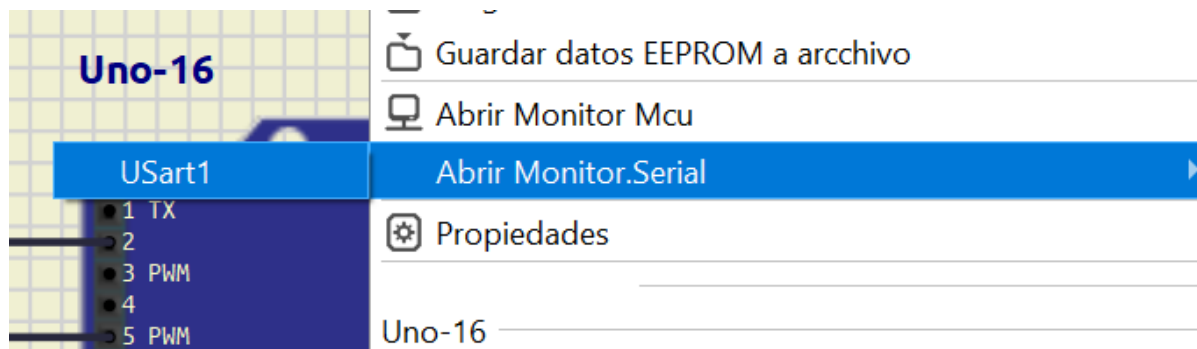 Uno-16
Guardar datos EEPROM a arcchivo
Abrir Monitor Mcu
USart1
Abrir Monitor.Serial
1 TX
2
Propiedades
3 PWM
4
5 PWM
Uno-16